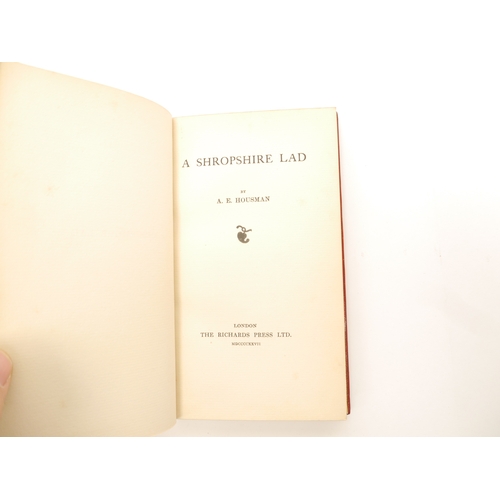 A SHROPSHIRE LAD
BY
A. E. HOUSMAN
LONDON
THE RICHARDS PRESS LTD.